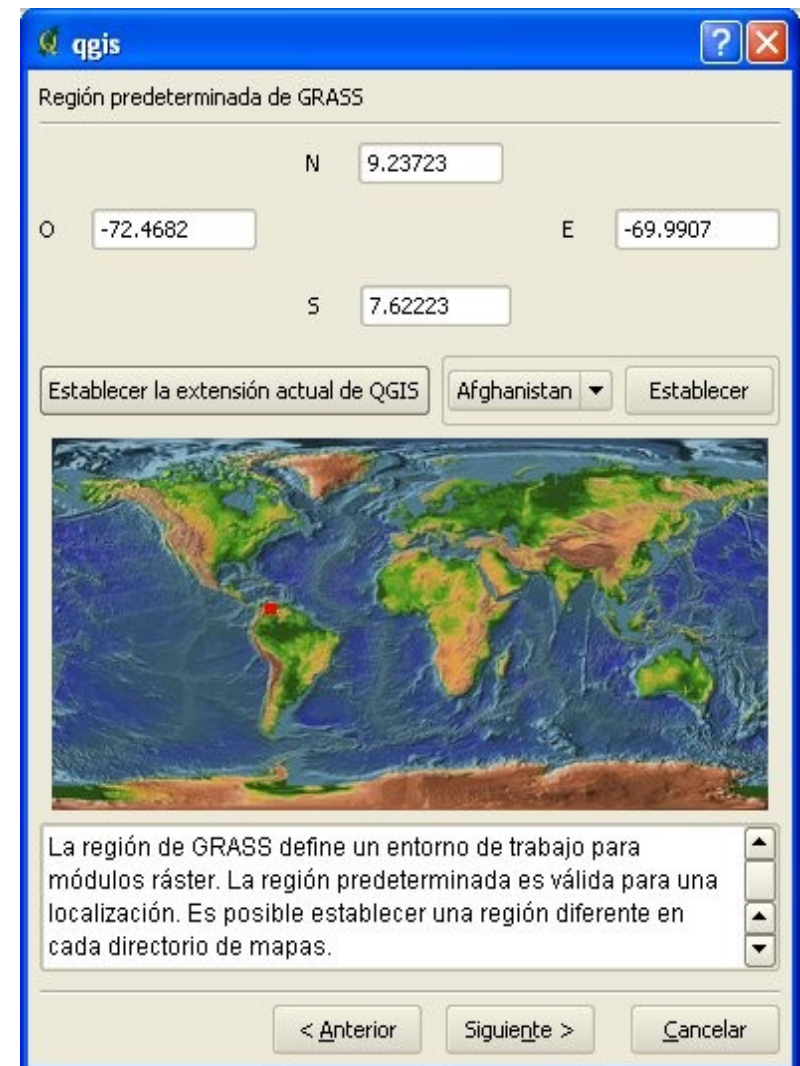 qgis
Región predeterminada de GRASS
N 9.23723
O -72.4682 E -69.9907
S 7.62223
Establecer la extensión actual de QGIS Afghanistan Establecer
La región de GRASS define un entorno de trabajo para
módulos ráster. La región predeterminada es válida para una
localización. Es posible establecer una región diferente en
cada directorio de mapas.
< Anterior Siguiente > Cancelar